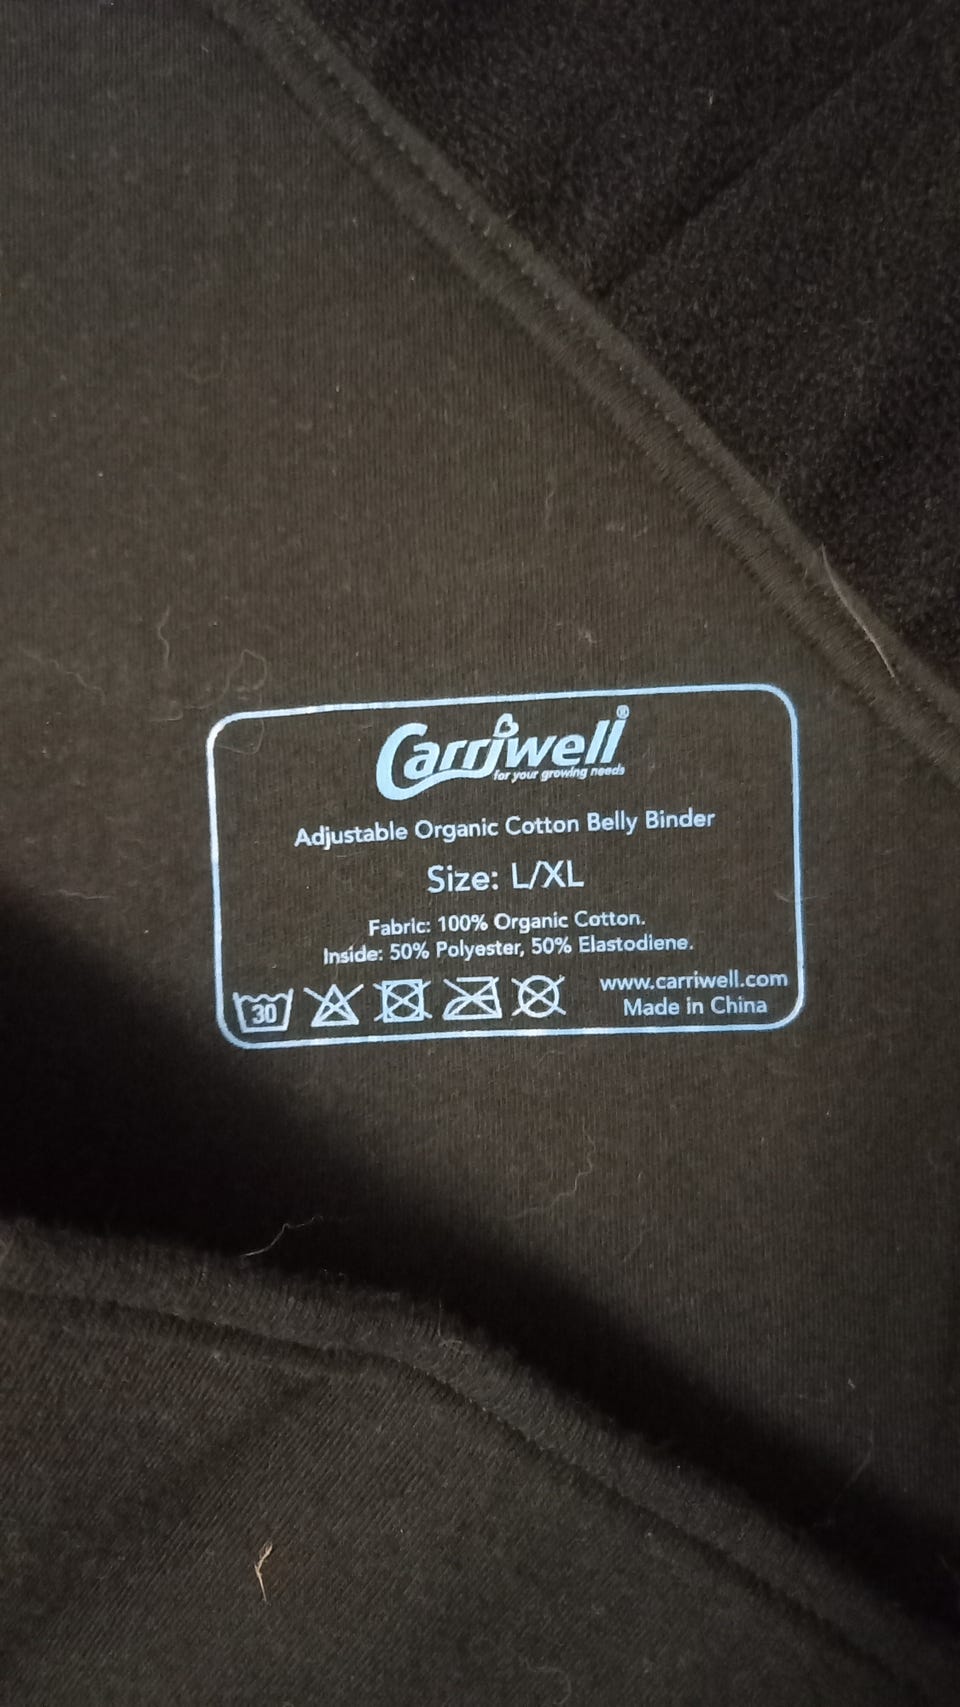 Carriwell®
for your growing needs
Adjustable Organic Cotton Belly Binder
Size: L/XL
Fabric: 100% Organic Cotton.
Inside: 50% Polyester, 50% Elastodiene.
30
www.carriwell.com
Made in China